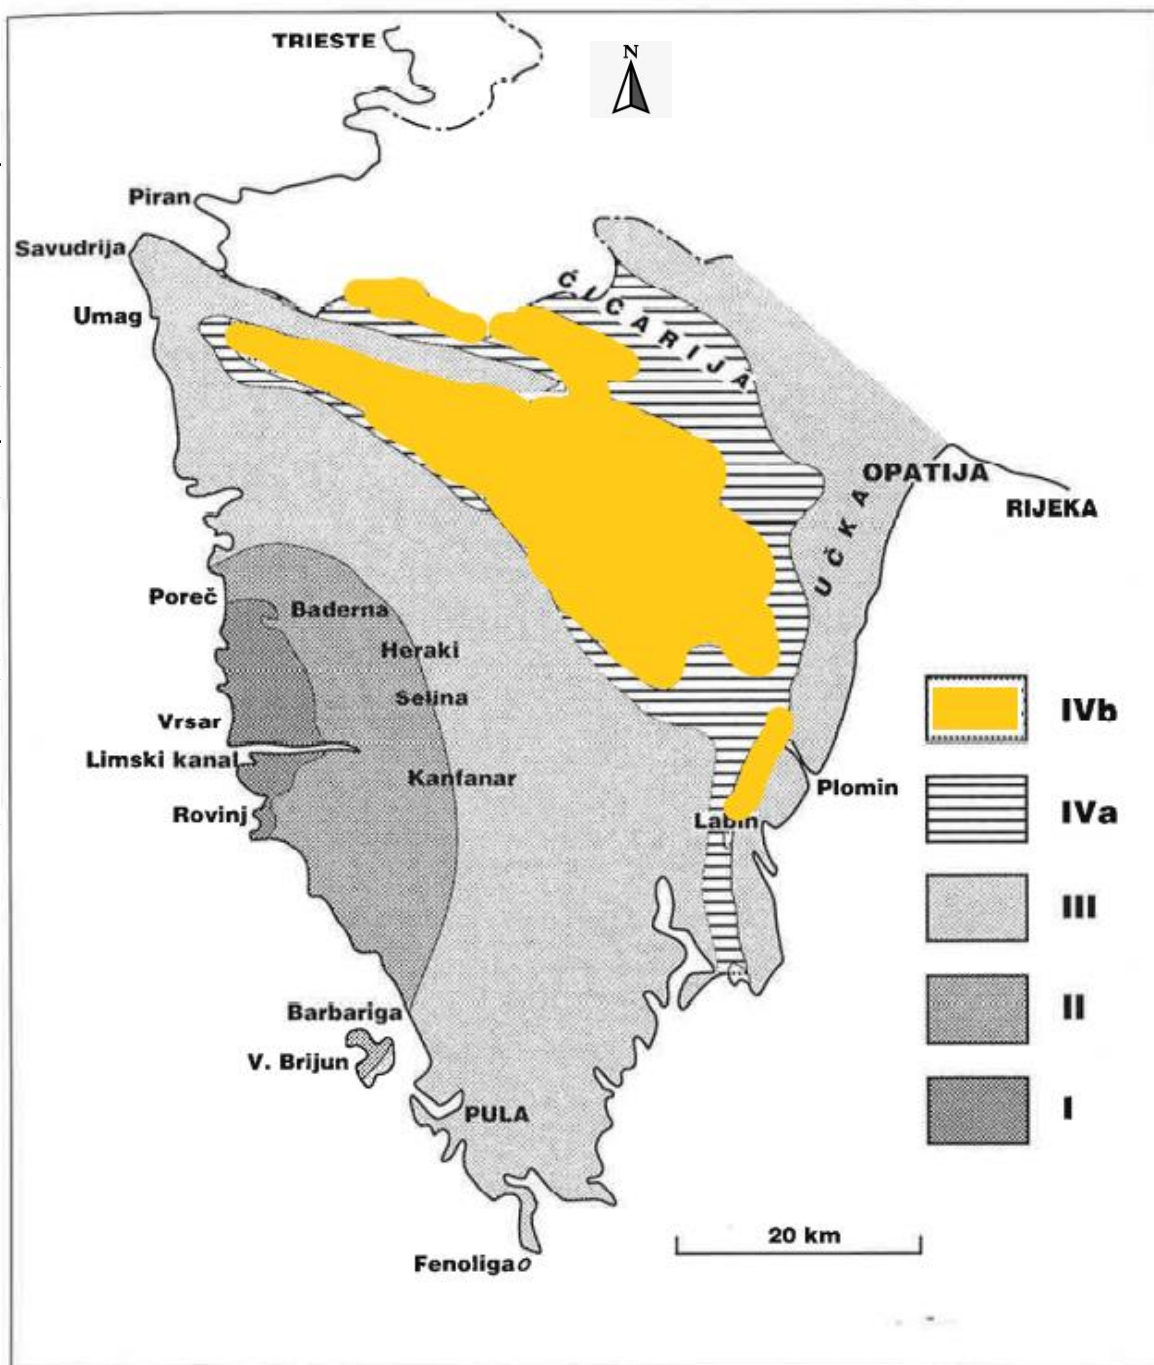 TRIESTE
N
Piran
Savudrija
Umag
ĆIĆARIJA
OPATIJA
RIJEKA
UČKA
Poreč
Baderna
Heraki
Selina
Vrsar
Limski kanal
Kanfanar
Rovinj
Plomin
Labin
Barbariga
V. Brijun
PULA
Fenoliga
IVb
IVa
III
II
I
20 km